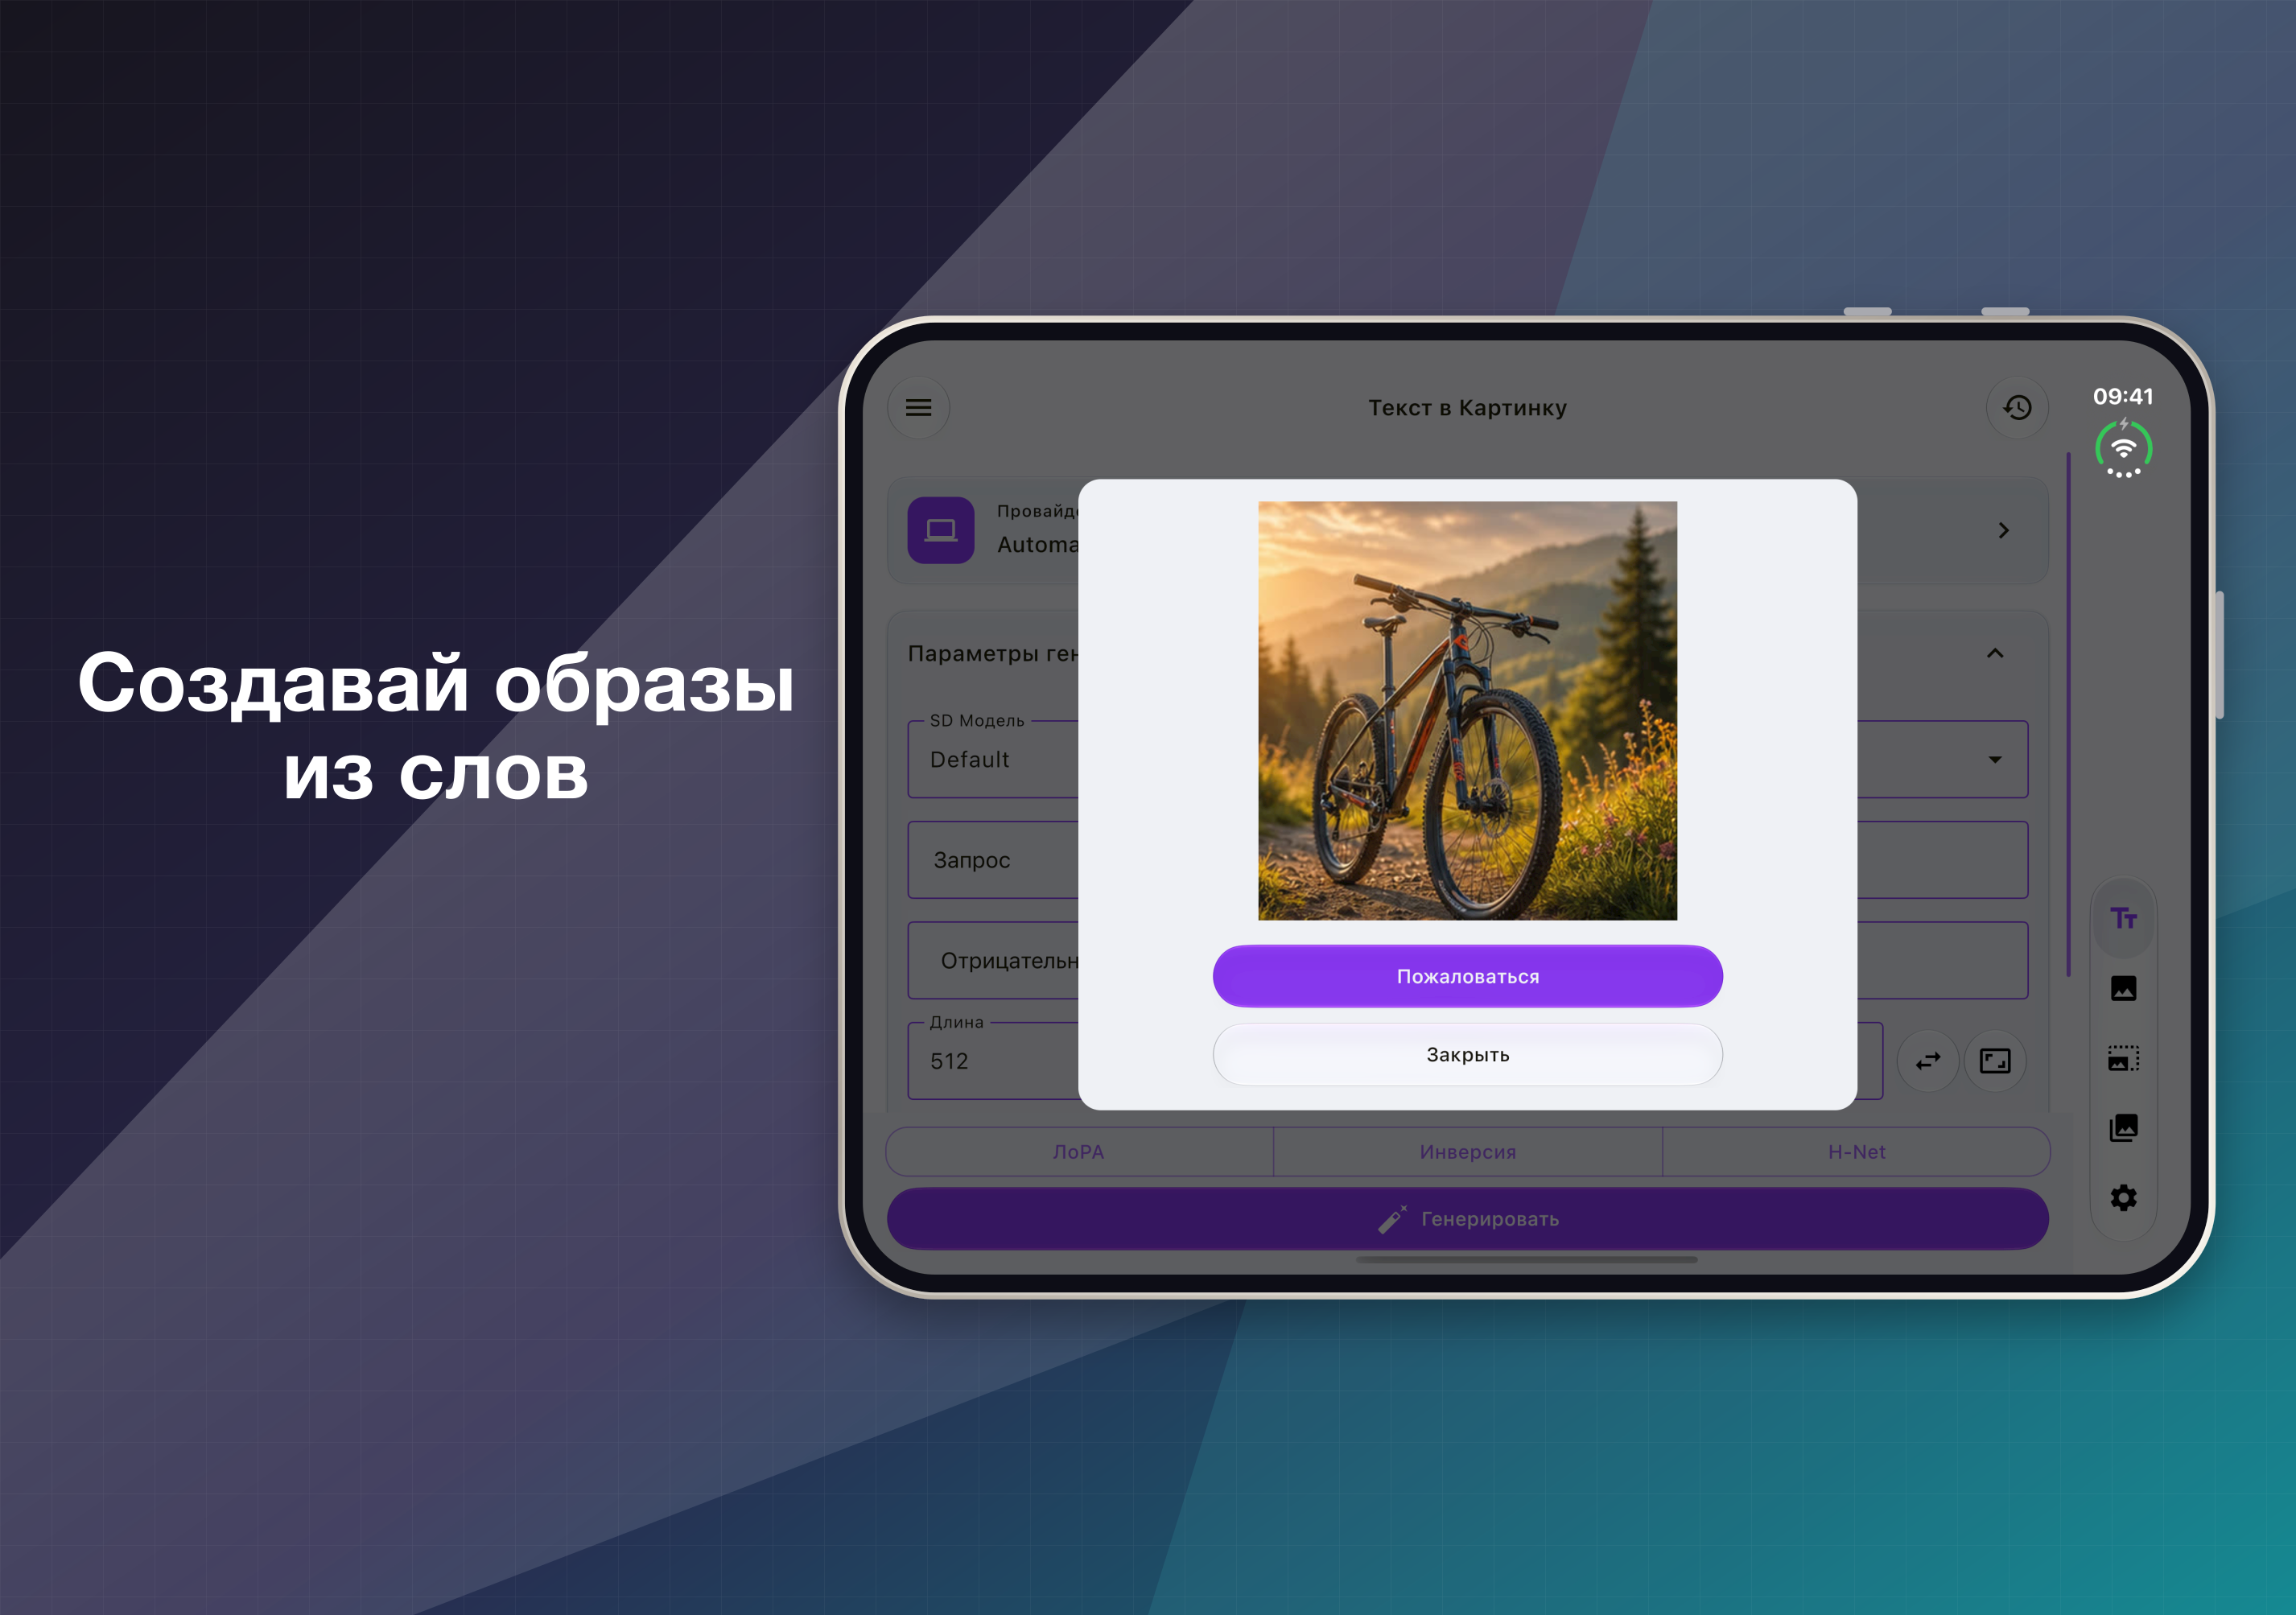 Создавай образы
из слов
Текст в Картинку
09:41
Провайд
Automa
Параметры ген
SD Модель
Default
Запрос
Отрицательн
Длина
512
Пожаловаться
Закрыть
ЛоРА
Инверсия
H-Net
Генерировать